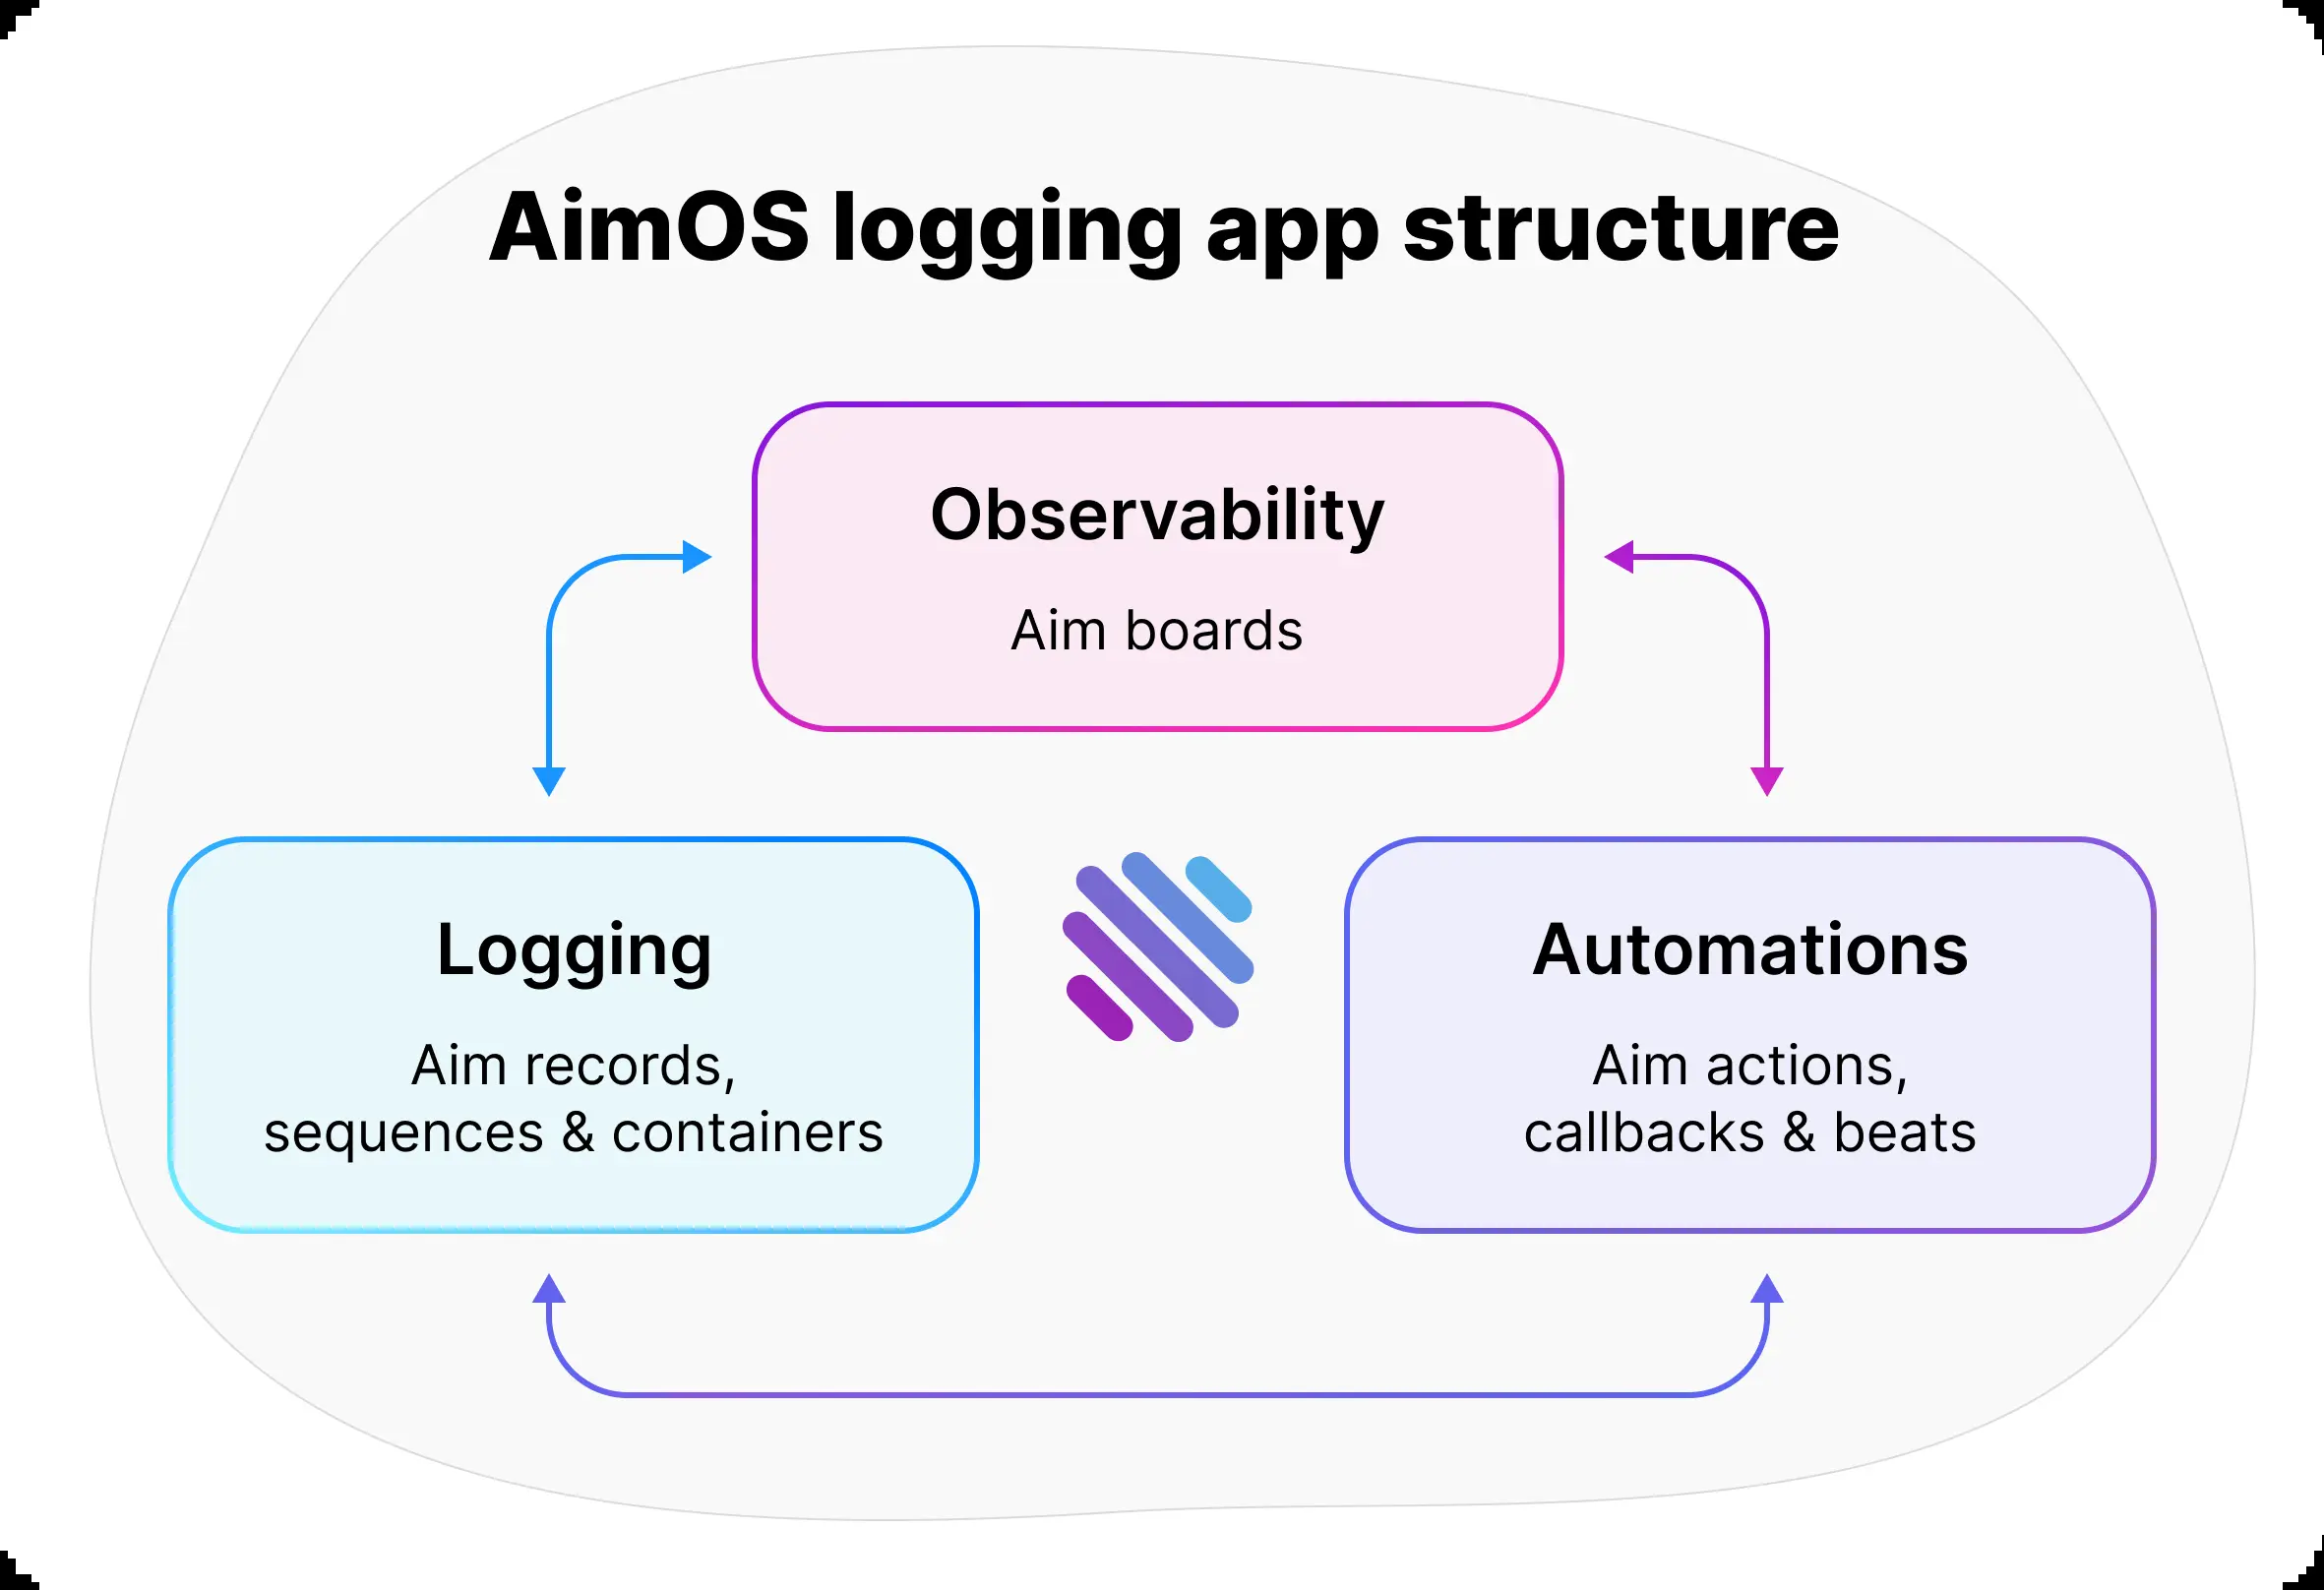 AimOS logging app structure
Observability
Aim boards
Logging
Aim records,
sequences & containers
Automations
Aim actions,
callbacks & beats